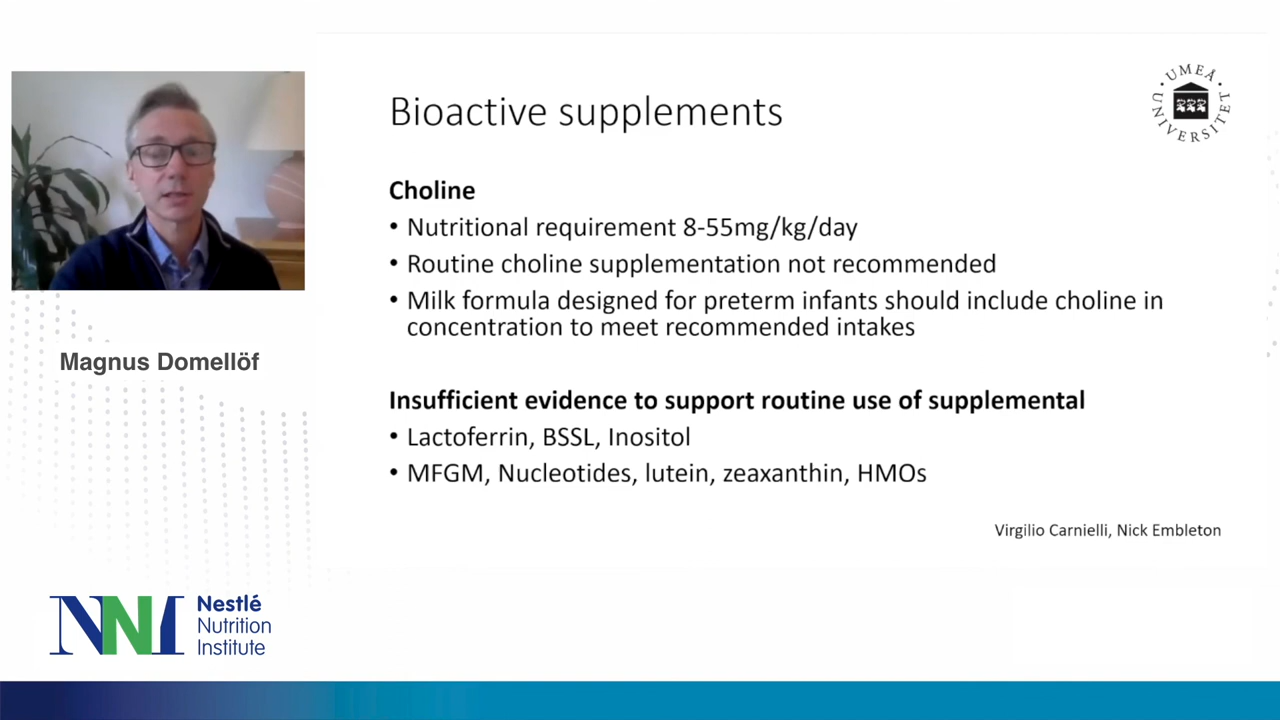 Bioactive supplements
UMEÅ UNIVERSITET
Choline
• Nutritional requirement 8-55mg/kg/day
• Routine choline supplementation not recommended
• Milk formula designed for preterm infants should include choline in
concentration to meet recommended intakes
Magnus Domellöf
Insufficient evidence to support routine use of supplemental
• Lactoferrin, BSSL, Inositol
• MFGM, Nucleotides, lutein, zeaxanthin, HMOs
Virgilio Carnielli, Nick Embleton
NNI
Nestlé
Nutrition
Institute